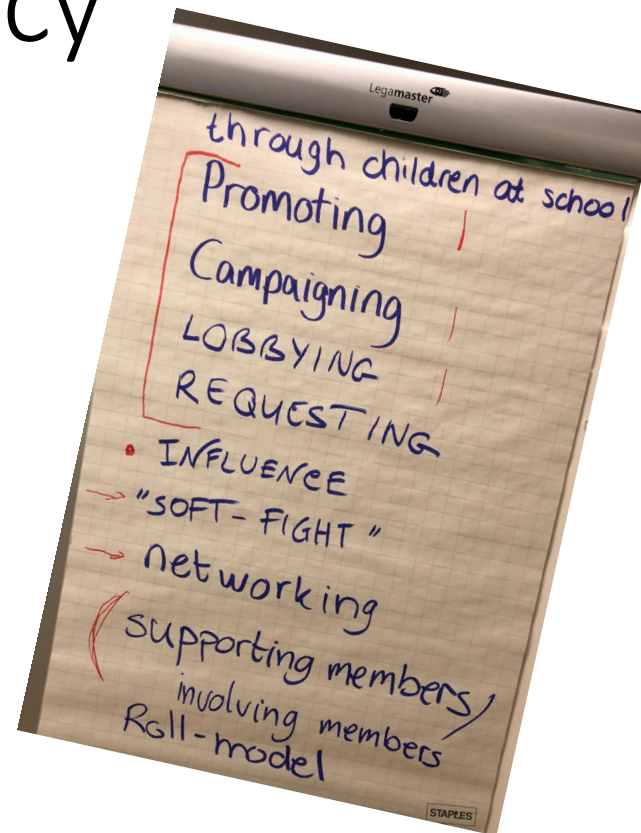 cy
Legamaster
through children at school
Promoting
Campaigning
LOBBYING
REQUESTING
INFLUENCE
"SOFT-FIGHT"
networking
supporting members/
involving members
Roll-model
STAPLES